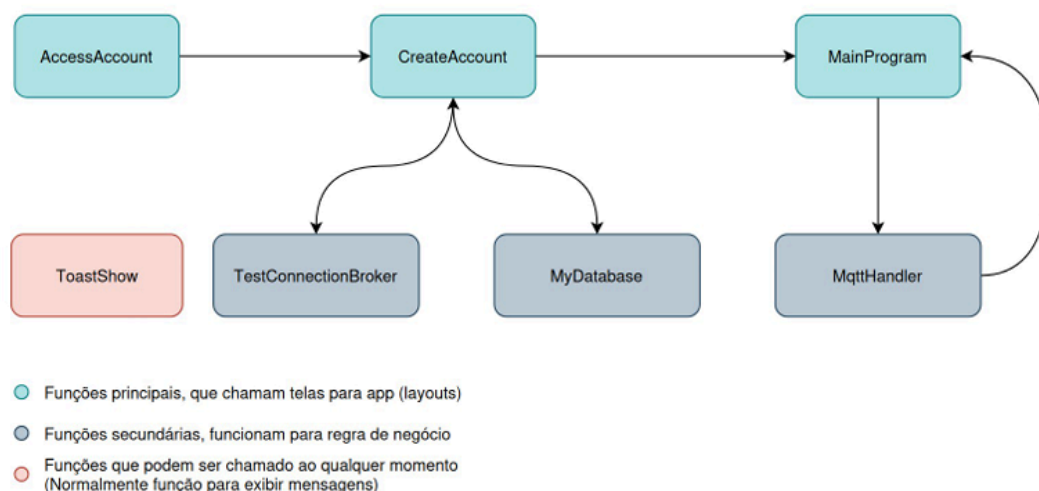 AccessAccount
CreateAccount
MainProgram
ToastShow
TestConnectionBroker
MyDatabase
MqttHandler
Funções principais, que chamam telas para app (layouts)
Funções secundárias, funcionam para regra de negócio
Funções que podem ser chamado ao qualquer momento
(Normalmente função para exibir mensagens)